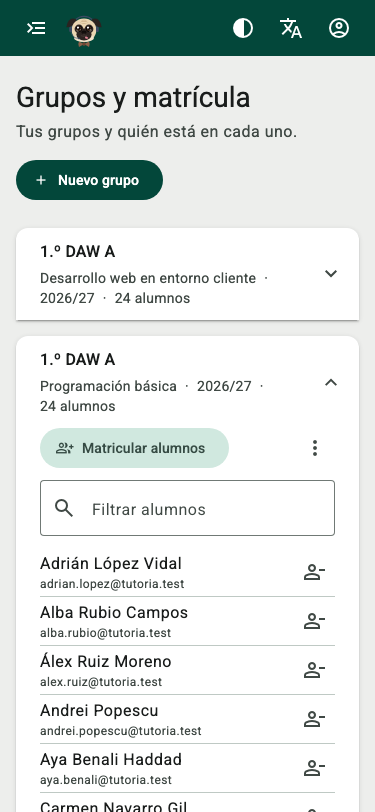 Grupos y matrícula
Tus grupos y quién está en cada uno.
+ Nuevo grupo
1.º DAW A
Desarrollo web en entorno cliente ·
2026/27 · 24 alumnos
1.º DAW A
Programación básica · 2026/27 ·
24 alumnos
Matricular alumnos
Filtrar alumnos
Adrián López Vidal
adrian.lopez@tutoria.test
Alba Rubio Campos
alba.rubio@tutoria.test
Álex Ruiz Moreno
alex.ruiz@tutoria.test
Andrei Popescu
andrei.popescu@tutoria.test
Aya Benali Haddad
aya.benali@tutoria.test
Carmen Navarro Gil